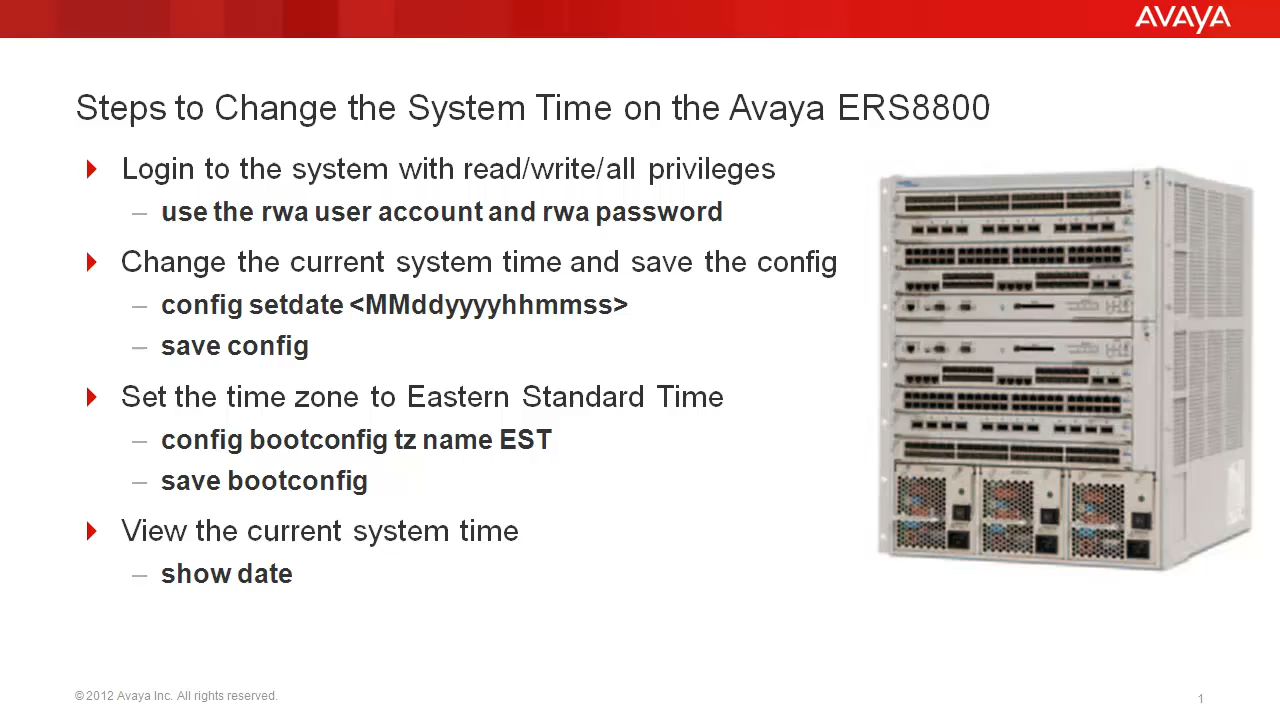 AVAYA
Steps to Change the System Time on the Avaya ERS8800
Login to the system with read/write/all privileges
– use the rwa user account and rwa password
Change the current system time and save the config
– config setdate <MMddyyyyhhmmss>
– save config
Set the time zone to Eastern Standard Time
– config bootconfig tz name EST
– save bootconfig
View the current system time
– show date
© 2012 Avaya Inc. All rights reserved.
1